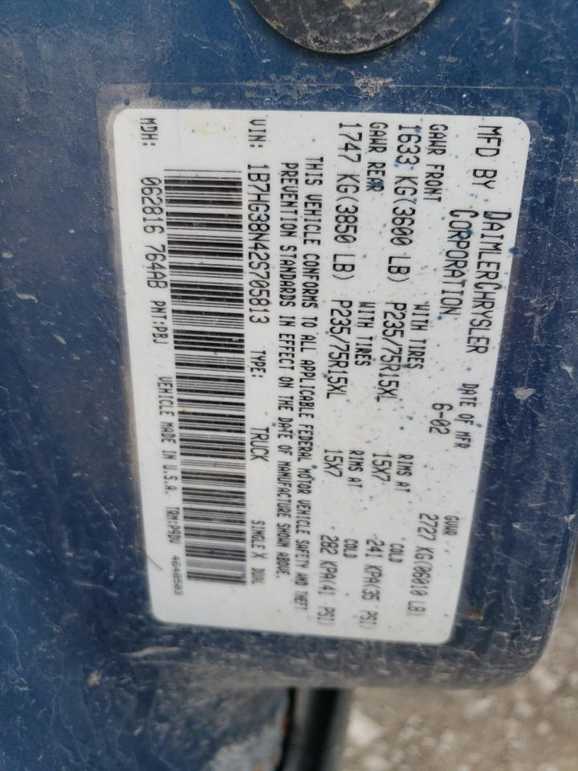 MFD BY DAIMLERCHRYSLER CORPORATION
DATE OF MFR 6-02
GVWR 2727 KG(06010 LB)
GAWR FRONT 1633 KG(3600 LB)
WITH TIRES P235/75R15XL
RIMS AT 15X7
COLD 241 KPA(35 PSI)
GAWR REAR 1747 KG(3850 LB)
WITH TIRES P235/75R15XL
RIMS AT 15X7
COLD 282 KPA(41 PSI)
THIS VEHICLE CONFORMS TO ALL APPLICABLE FEDERAL MOTOR VEHICLE SAFETY AND THEFT
PREVENTION STANDARDS IN EFFECT ON THE DATE OF MANUFACTURE SHOWN ABOVE.
VIN: 1B7HG38N42S705813 TYPE: TRUCK SINGLE X DUAL
MDH: 062816 764AB PNT:PBJ VEHICLE MADE IN U.S.A.